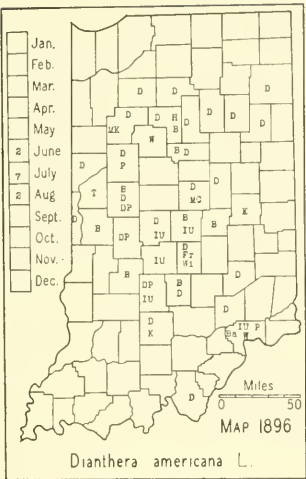 Jan.
Feb.
Mar.
Apr.
May
2 June
7 July
2 Aug
Sept.
Oct.
Nov.
Dec.
D D D
D D H D D D
MK B
W
B D
D D D
P
T D
MC
B
D
DP
K
D D B
B DP IU IU B
D
IU Fr
Wi
B D
DP B
IU D
D
D
K
IU P
Ba W
D
Miles
0 50
MAP 1896
Dianthera americana L.